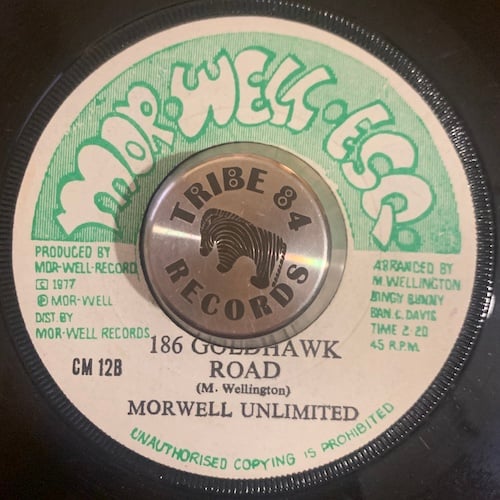 MOR-WELL-ESQ.
TRIBE 84
RECORDS
PRODUCED BY
MOR-WELL-RECORD
© 1977
℗ MOR-WELL
DIST. BY
MOR-WELL RECORDS
CM 12B
ARRANGED BY
M. WELLINGTON
BINGY BUNNY
BAN. C. DAVIS
TIME 2-20
45 R.P.M.
186 GOLDHAWK
ROAD
(M. Wellington)
MORWELL UNLIMITED
UNAUTHORISED COPYING IS PROHIBITED